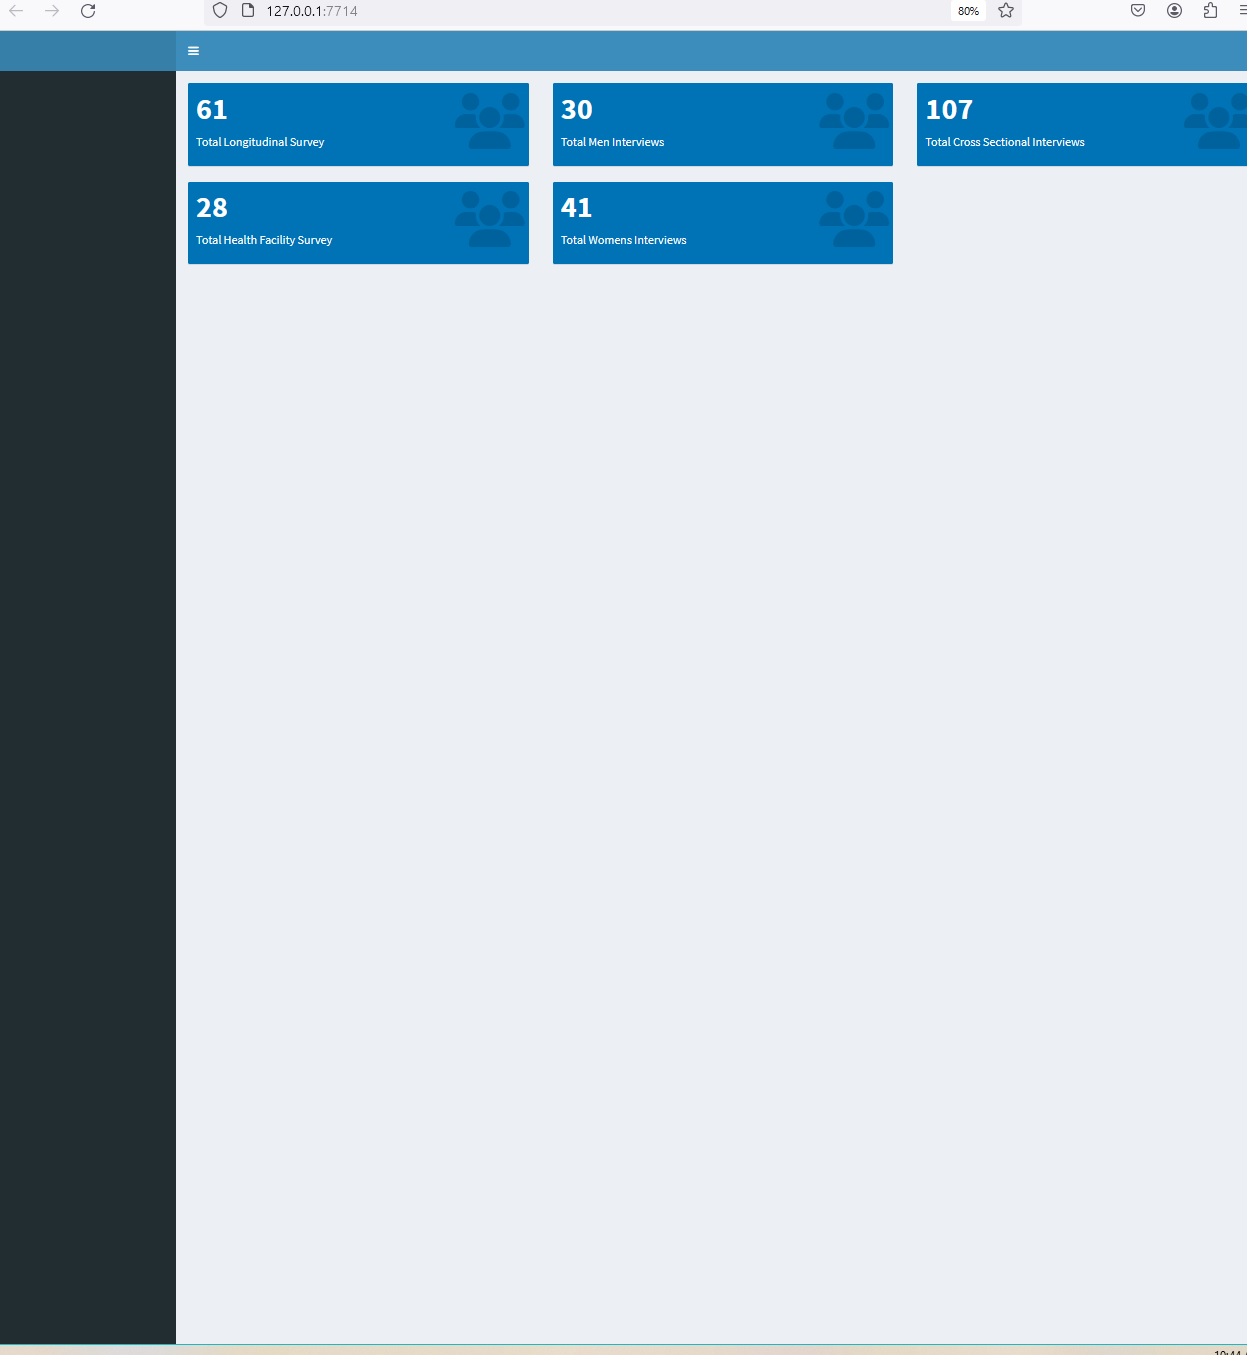 127.0.0.1:7714
80%
61
Total Longitudinal Survey
30
Total Men Interviews
107
Total Cross Sectional Interviews
28
Total Health Facility Survey
41
Total Womens Interviews